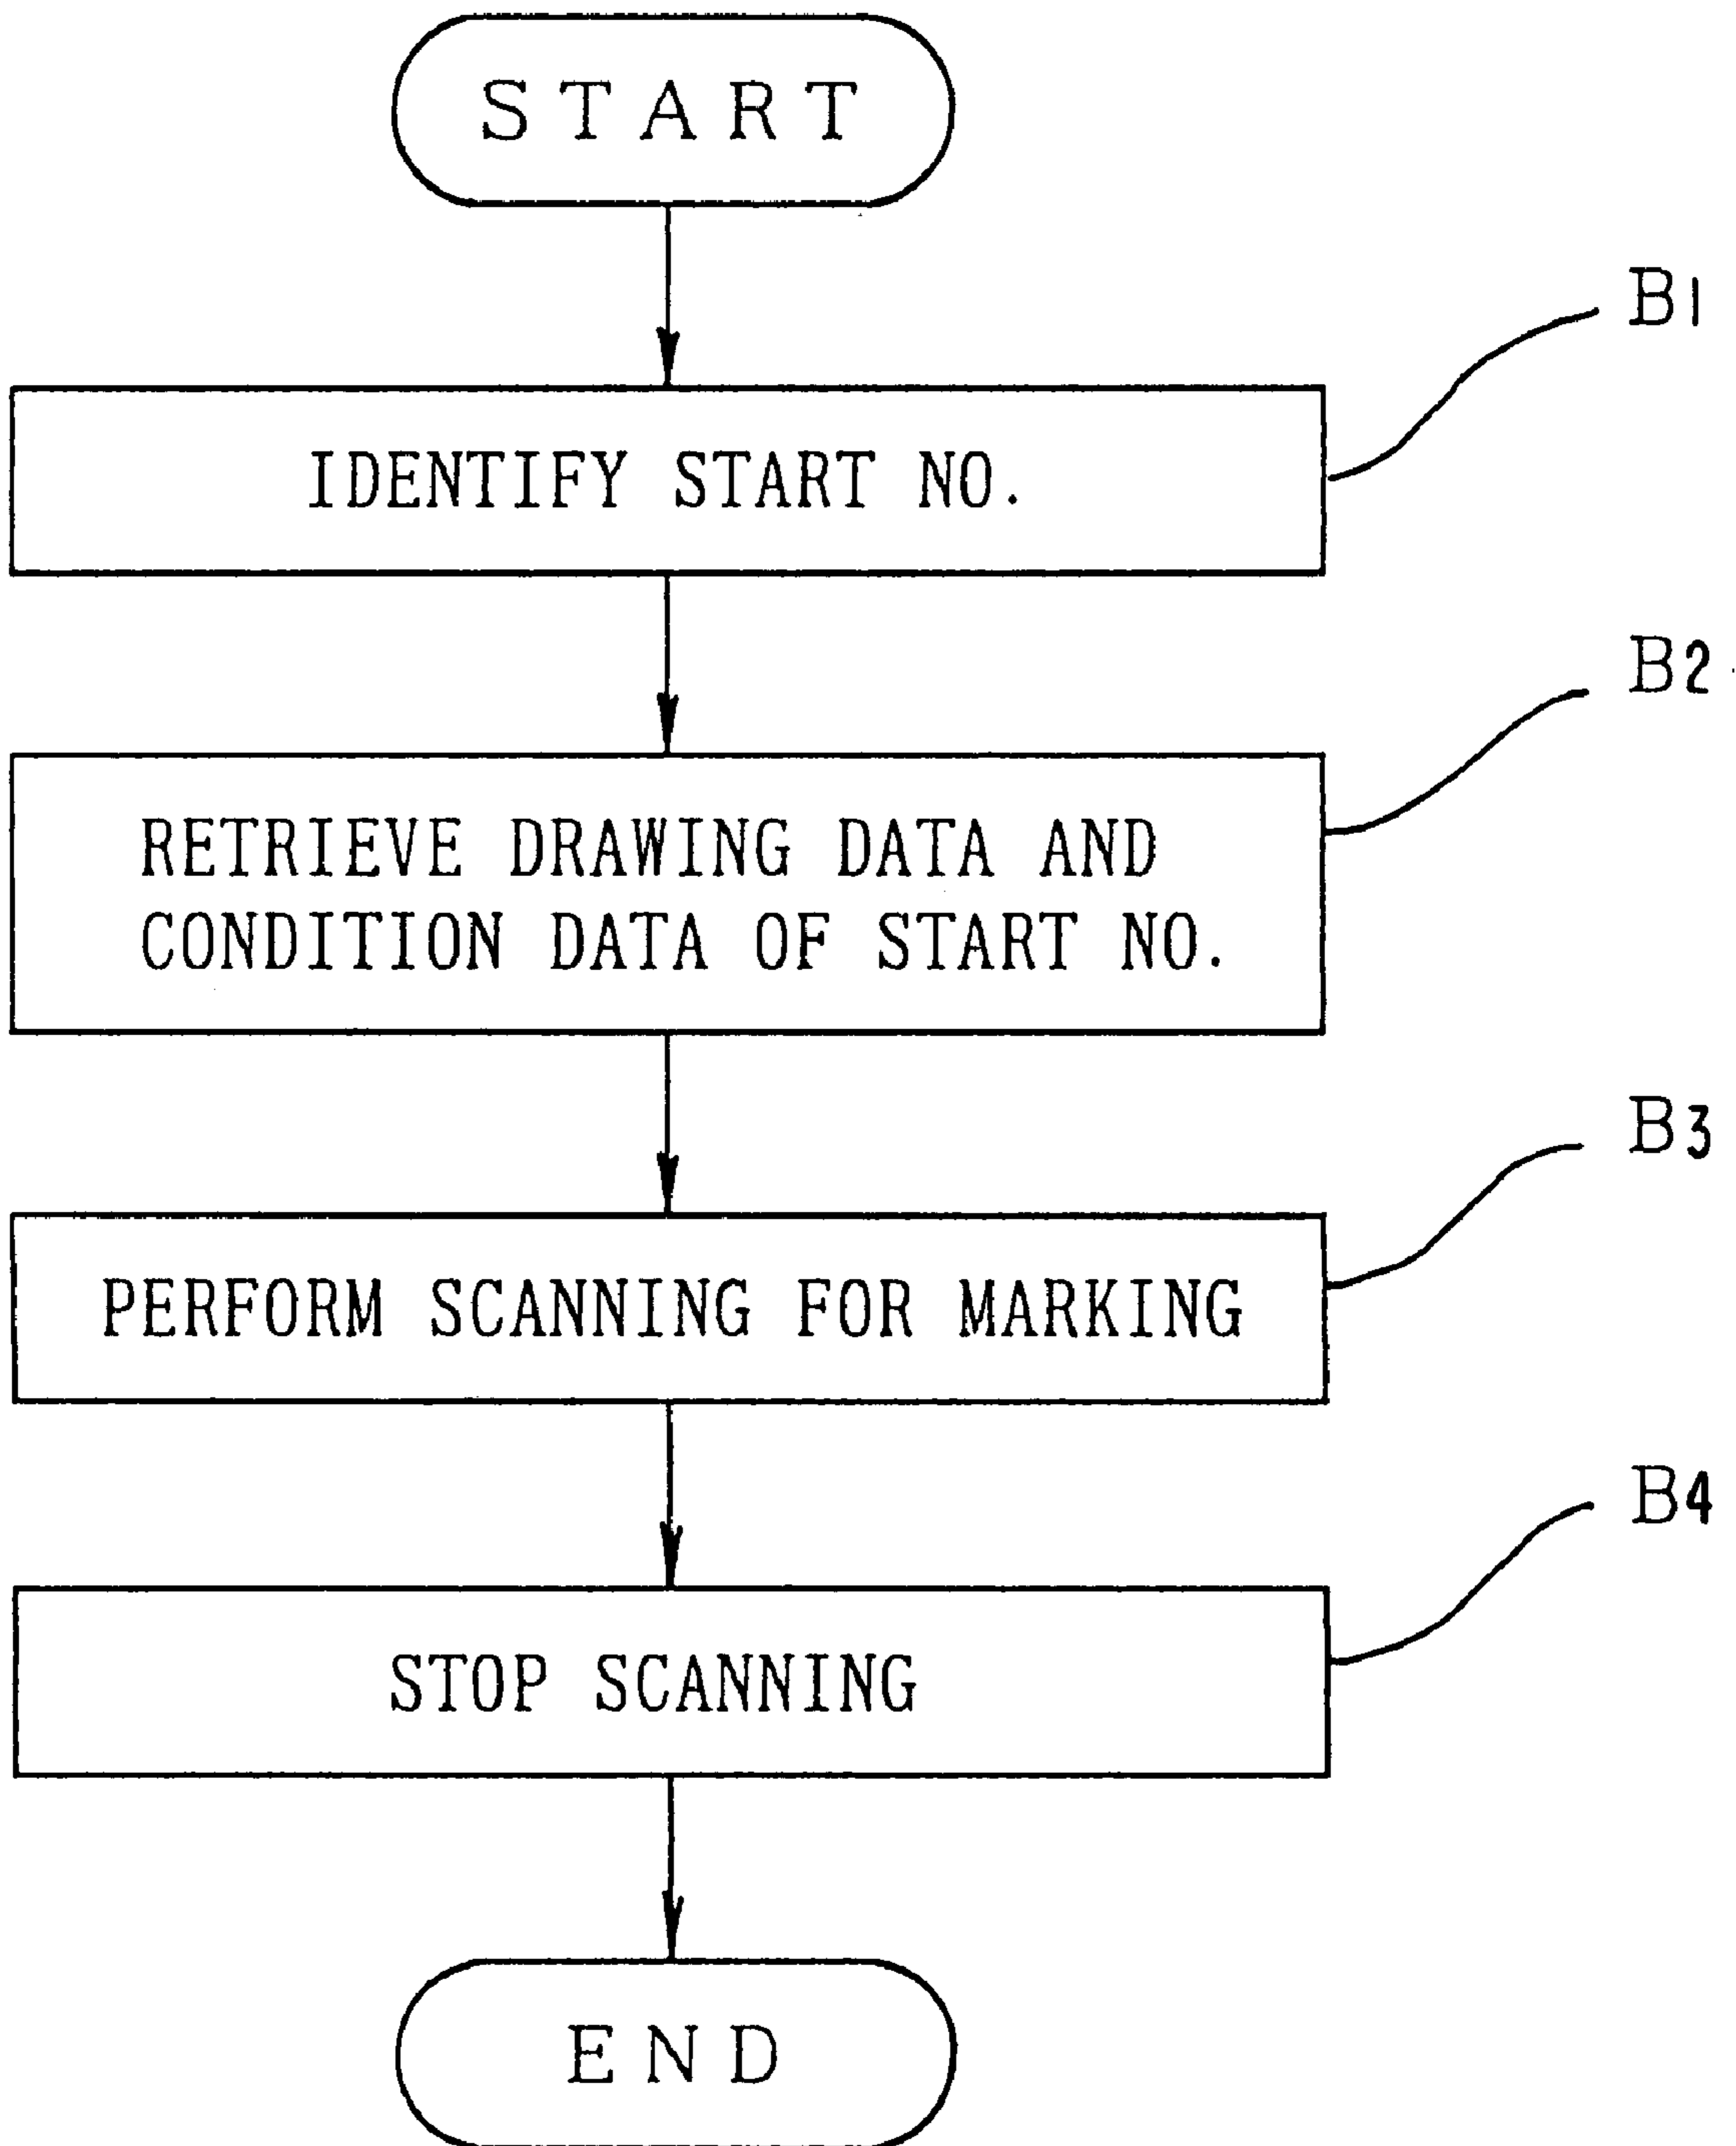 START
B1
IDENTIFY START NO.
B2
RETRIEVE DRAWING DATA AND
CONDITION DATA OF START NO.
B3
PERFORM SCANNING FOR MARKING
B4
STOP SCANNING
END